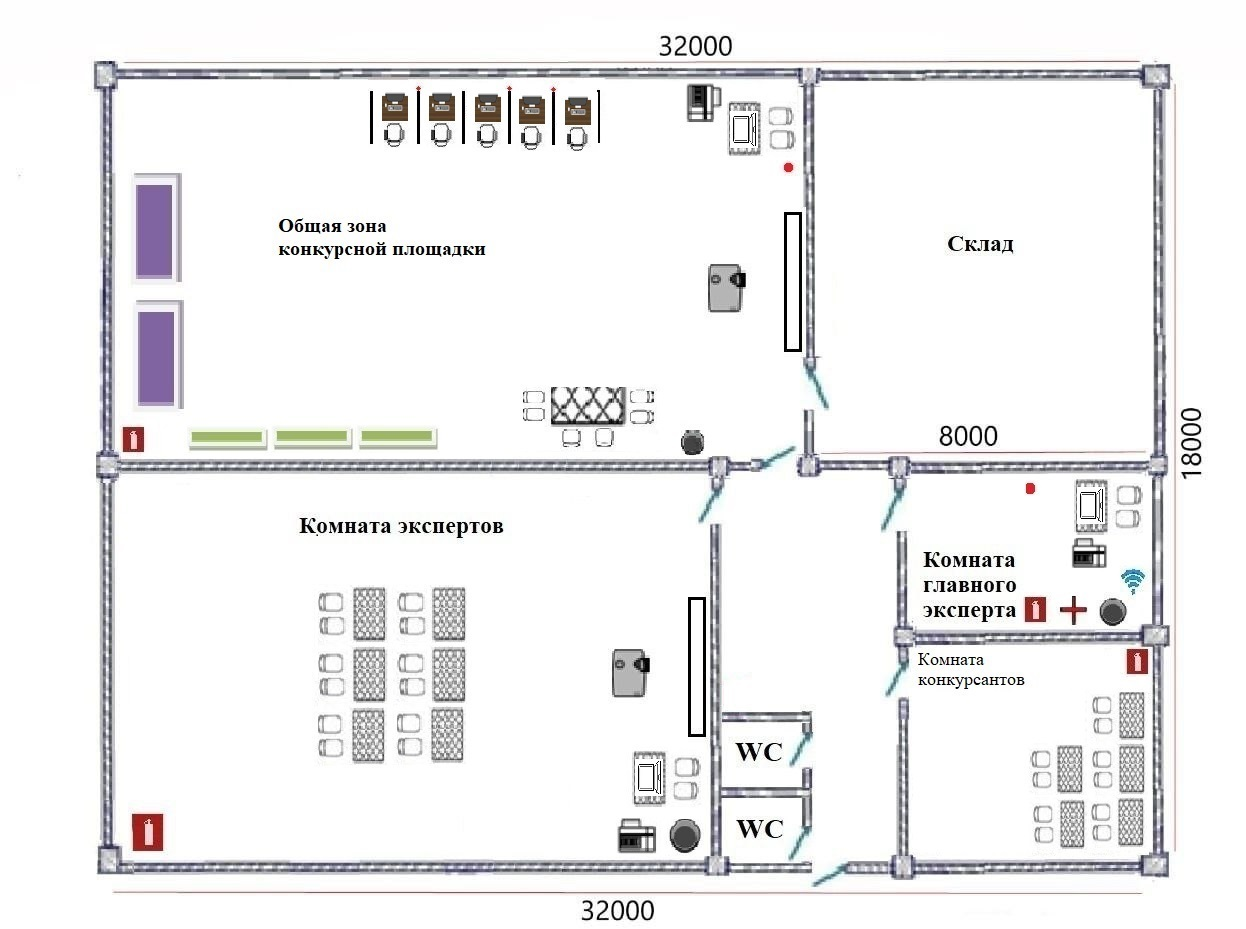 32000
Общая зона
конкурсной площадки
Склад
8000
18000
Комната экспертов
Комната
главного
эксперта
Комната
конкурсантов
WC
WC
32000